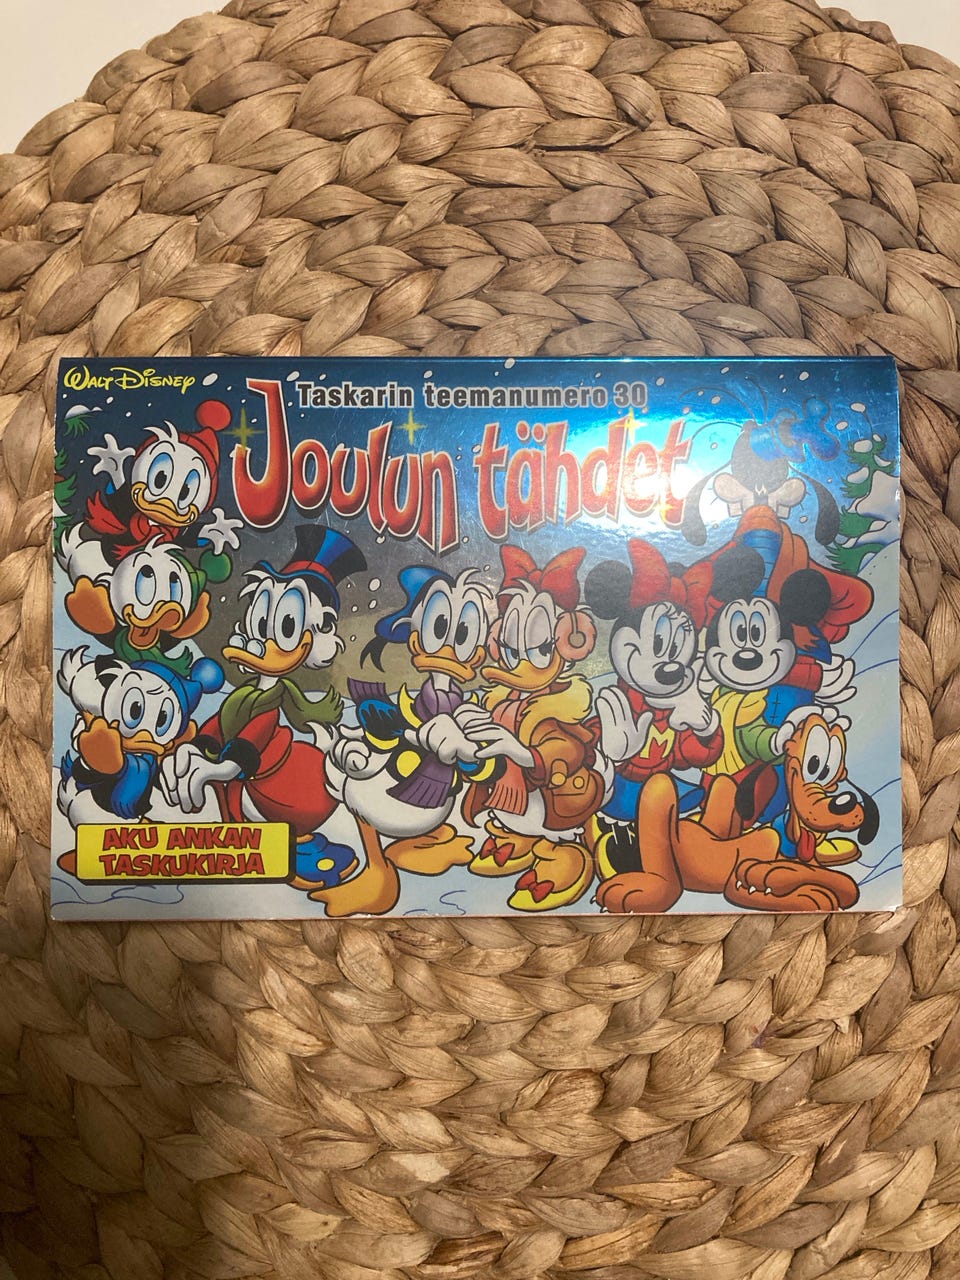 WALT DISNEY
Taskarin teemanumero 30
Joulun tähdet
M
AKU ANKAN
TASKUKIRJA